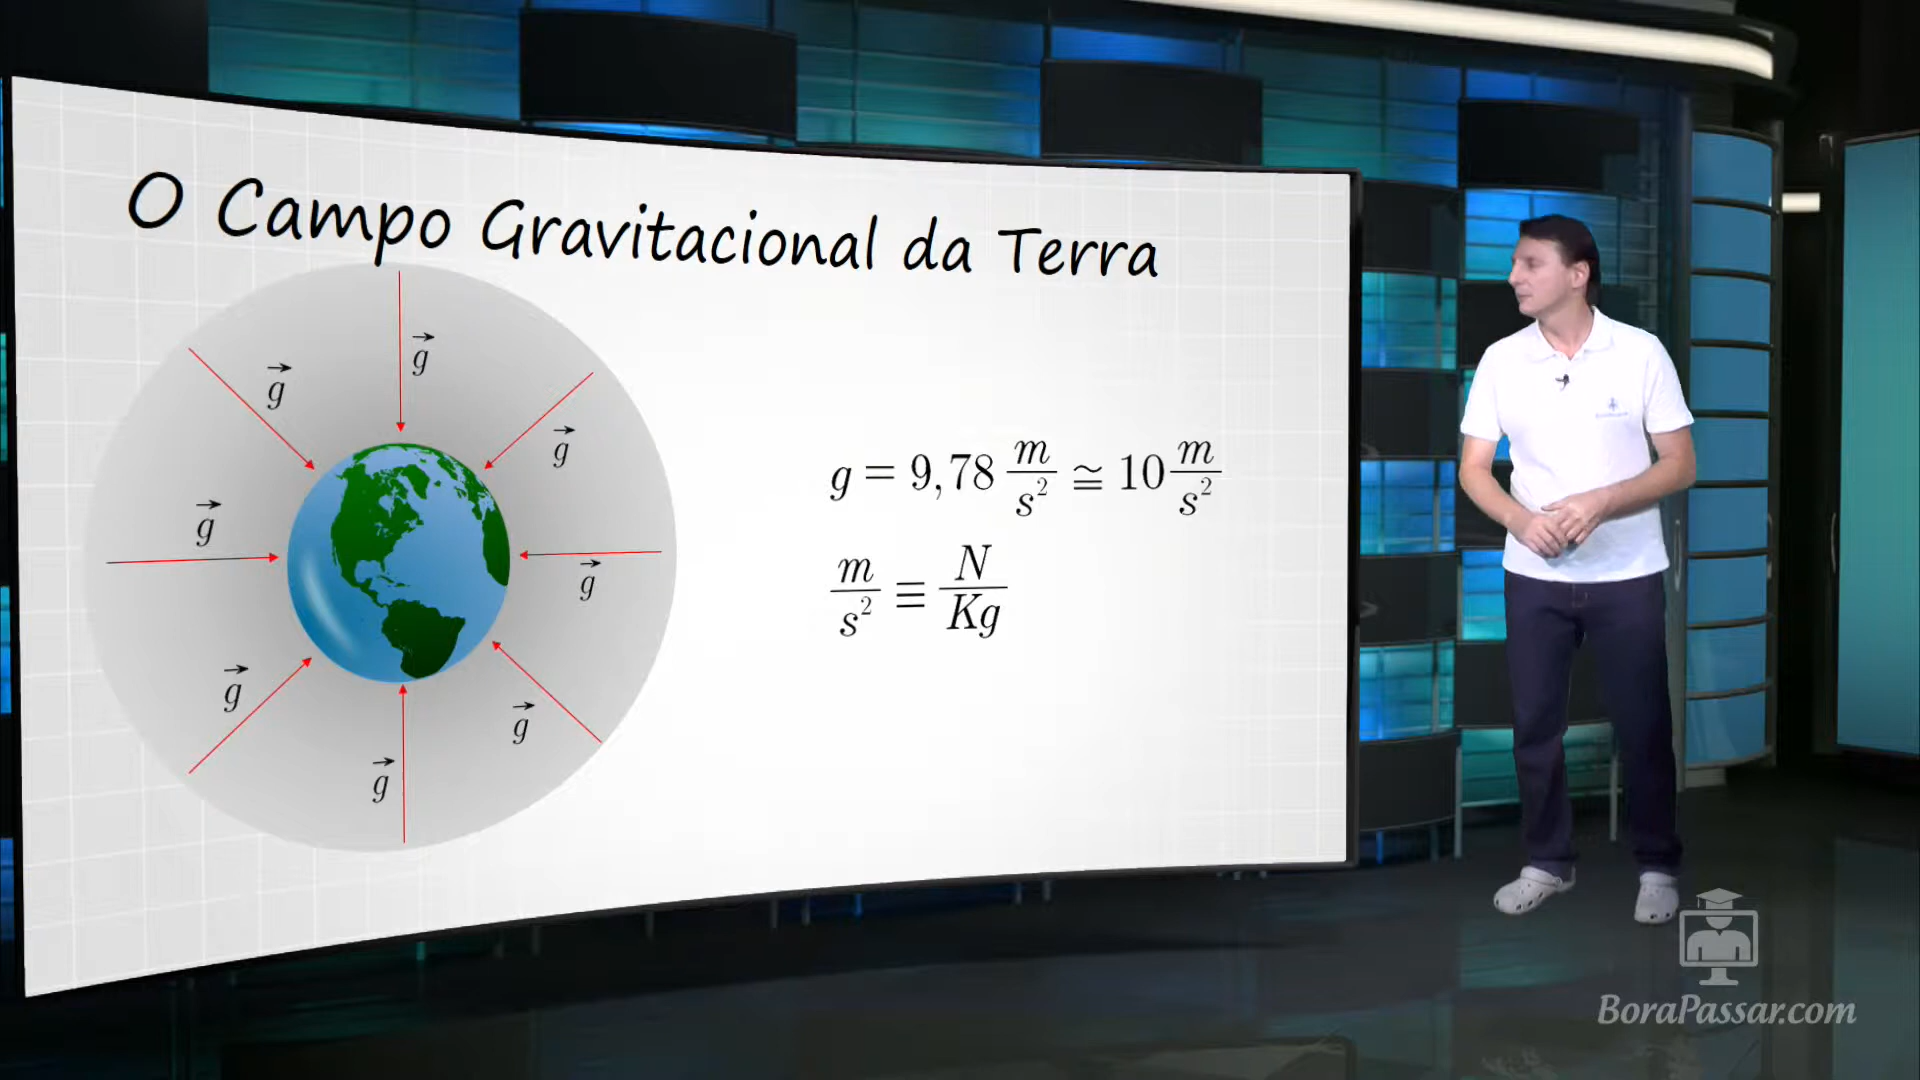 O Campo Gravitacional da Terra
g⃗
g⃗
g⃗
g⃗
g⃗
g⃗
g⃗
g⃗
g = 9,78 m/s² ≅ 10 m/s²
m/s² ≡ N/Kg
BoraPassar.com